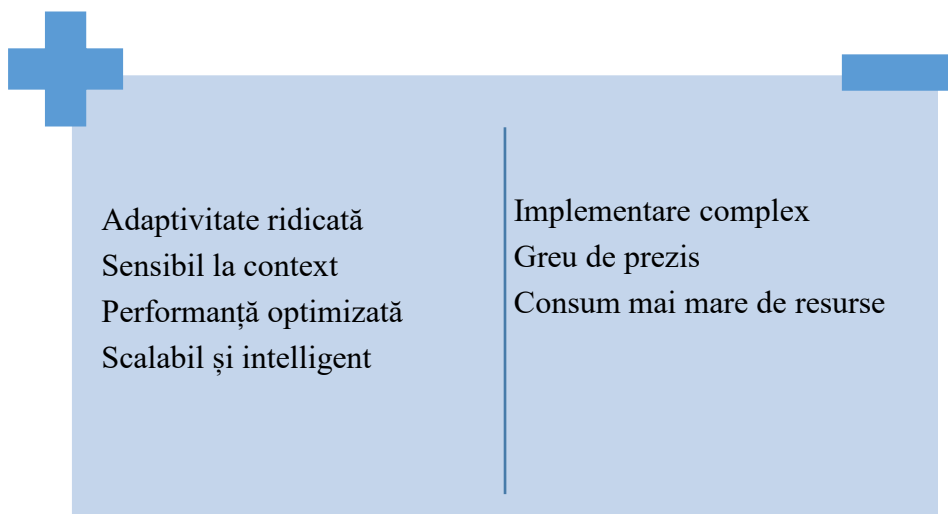 Adaptivitate ridicată
Sensibil la context
Performanță optimizată
Scalabil și intelligent
Implementare complex
Greu de prezis
Consum mai mare de resurse